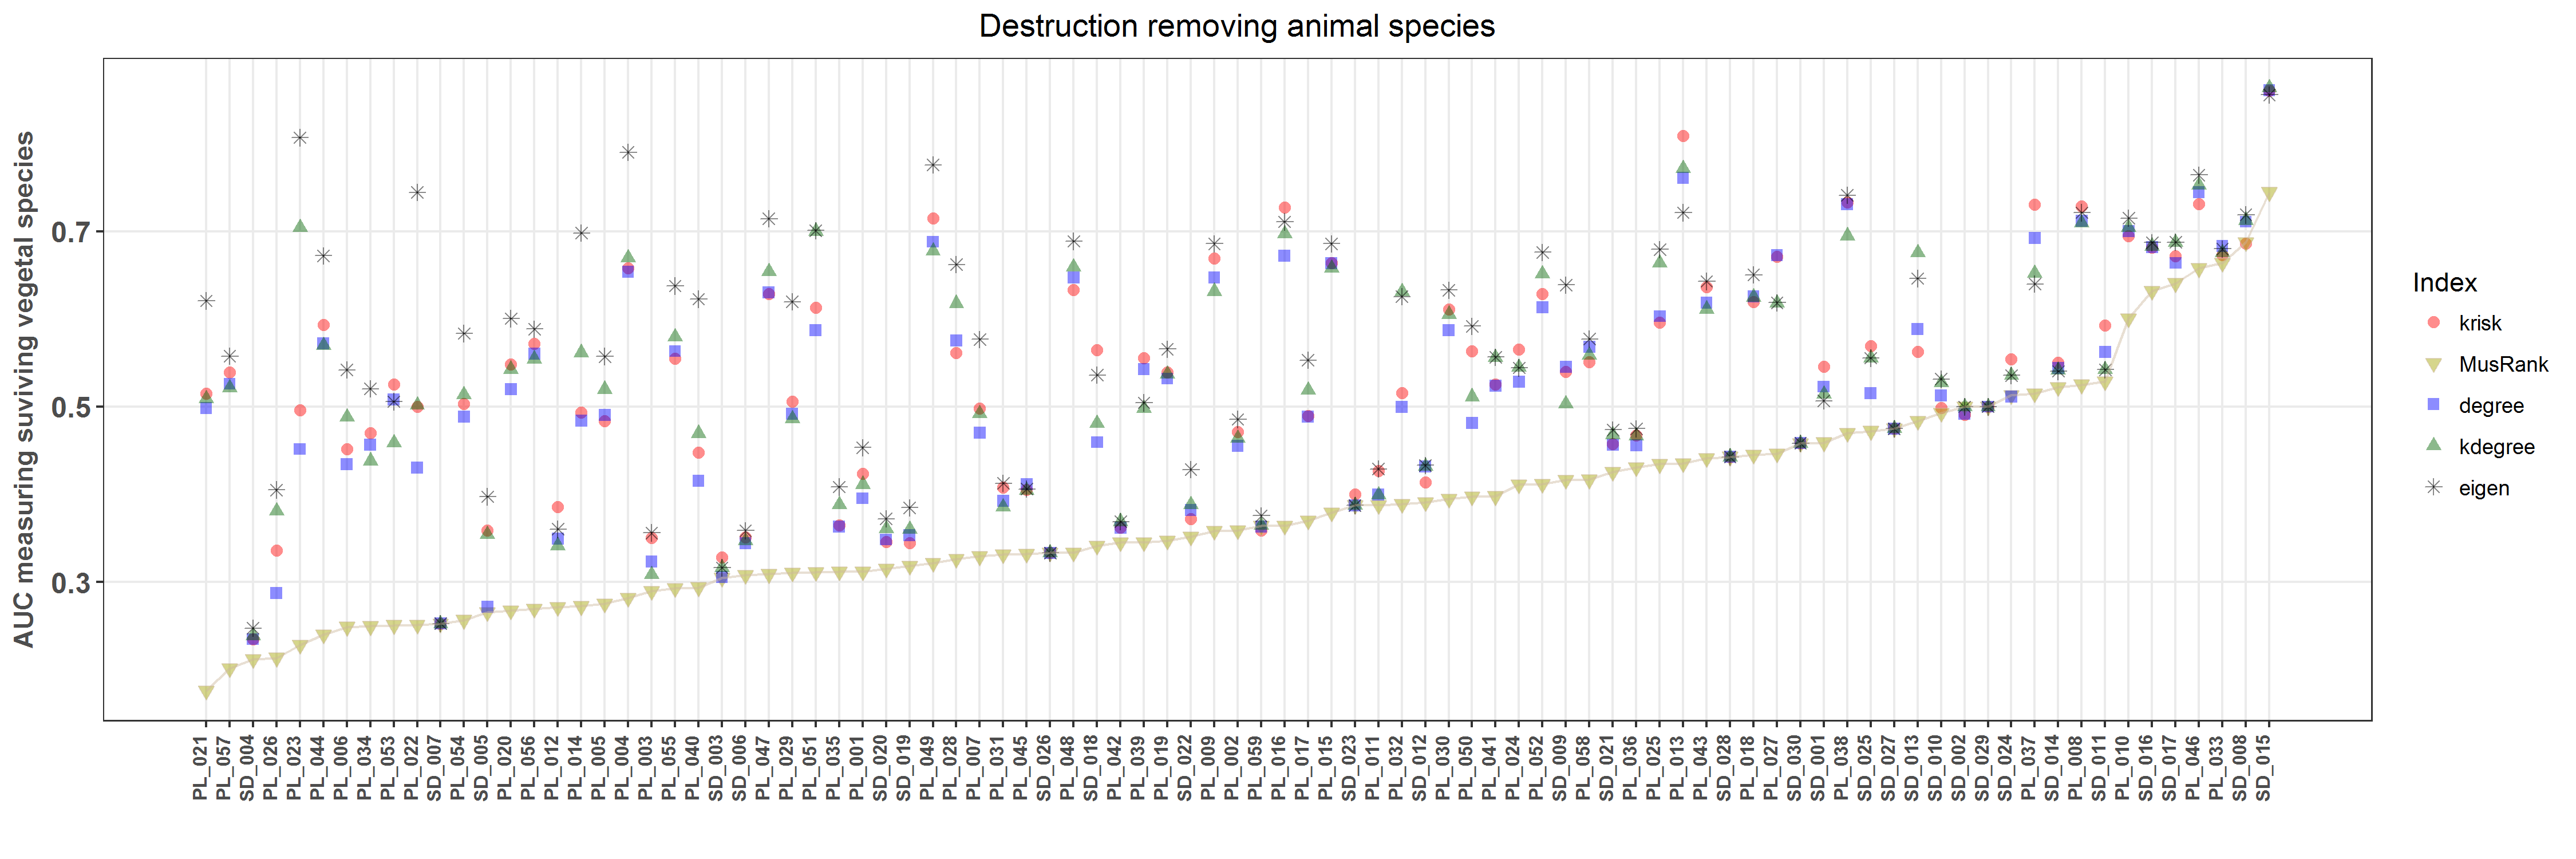 Destruction removing animal species
AUC measuring suviving vegetal species
0.7
0.5
0.3
PL_021
PL_057
SD_004
PL_026
PL_023
PL_044
PL_006
PL_034
PL_053
PL_022
SD_007
PL_054
SD_005
PL_020
PL_056
PL_012
PL_014
PL_005
PL_004
PL_003
PL_055
PL_040
SD_003
SD_006
PL_047
PL_029
PL_051
PL_035
PL_001
SD_020
SD_019
PL_049
PL_028
PL_007
PL_031
PL_045
SD_026
PL_048
SD_018
PL_042
PL_039
PL_019
SD_022
PL_009
PL_002
PL_059
PL_016
PL_017
PL_015
SD_023
PL_011
PL_032
SD_012
PL_030
PL_050
PL_041
PL_024
PL_052
SD_009
PL_058
SD_021
PL_036
PL_025
PL_013
PL_043
SD_028
PL_018
PL_027
SD_030
SD_001
PL_038
SD_025
SD_027
SD_013
SD_010
SD_002
SD_029
SD_024
PL_037
SD_014
PL_008
SD_011
PL_010
SD_016
SD_017
PL_046
PL_033
SD_008
SD_015
Index
krisk
MusRank
degree
kdegree
eigen